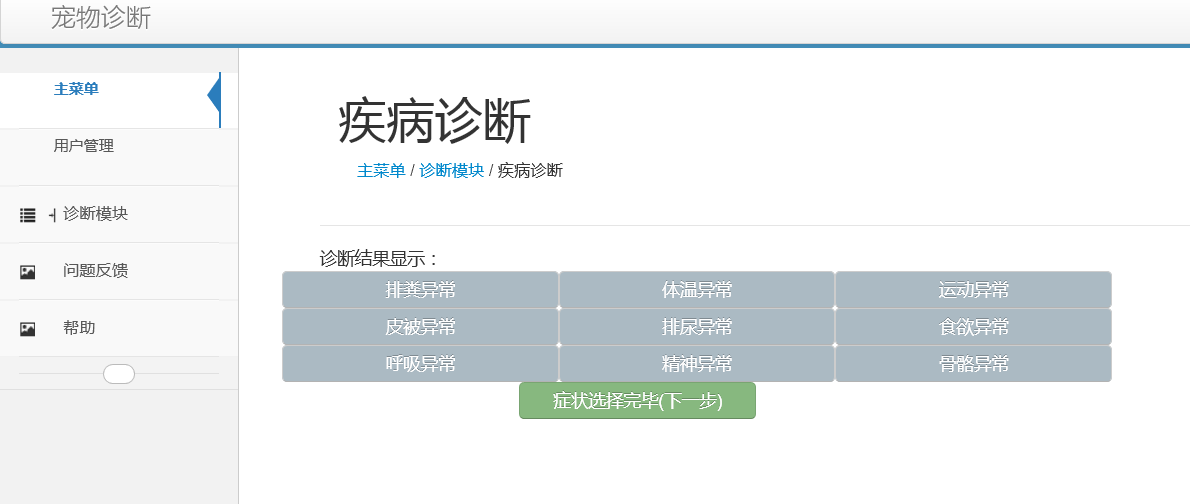 宠物诊断
主菜单
用户管理
诊断模块
问题反馈
帮助
疾病诊断
主菜单 / 诊断模块 / 疾病诊断
诊断结果显示：
排粪异常 体温异常 运动异常
皮被异常 排尿异常 食欲异常
呼吸异常 精神异常 骨骼异常
症状选择完毕(下一步)